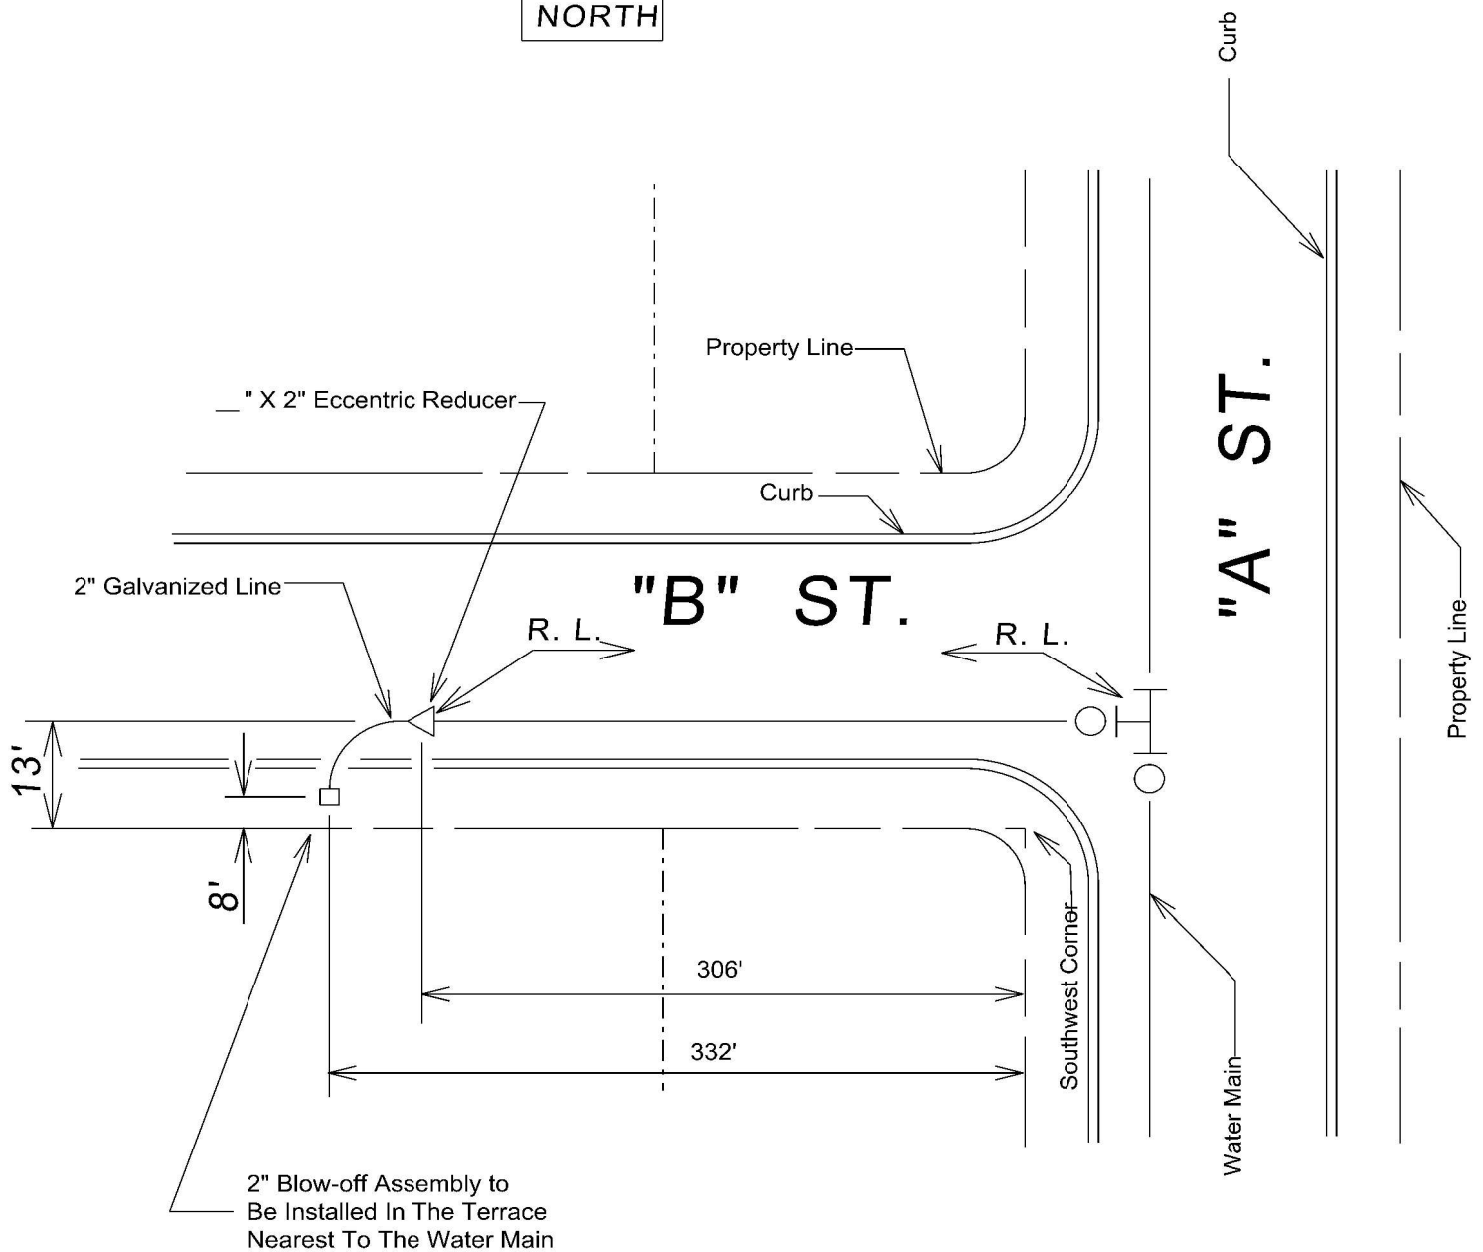 NORTH
Curb
Property Line
__ " X 2" Eccentric Reducer
Curb
"A" ST.
2" Galvanized Line
"B" ST.
R. L.
R. L.
Property Line
13'
8'
306'
Southwest Corner
332'
Water Main
2" Blow-off Assembly to
Be Installed In The Terrace
Nearest To The Water Main